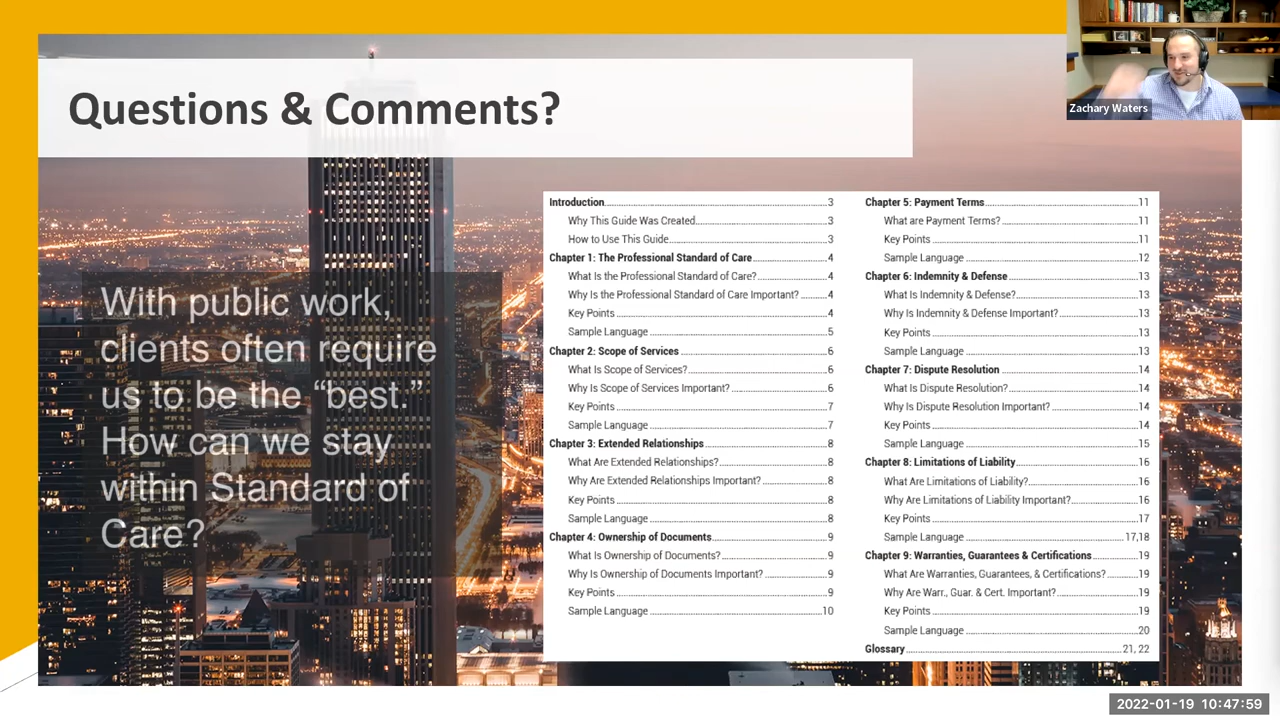 Questions & Comments?
Zachary Waters
With public work,
clients often require
us to be the “best.”
How can we stay
within Standard of
Care?
Introduction 3
Why This Guide Was Created 3
How to Use This Guide 3
Chapter 1: The Professional Standard of Care 4
What Is the Professional Standard of Care? 4
Why Is the Professional Standard of Care Important? 4
Key Points 4
Sample Language 5
Chapter 2: Scope of Services 6
What Is Scope of Services? 6
Why Is Scope of Services Important? 6
Key Points 7
Sample Language 7
Chapter 3: Extended Relationships 8
What Are Extended Relationships? 8
Why Are Extended Relationships Important? 8
Key Points 8
Sample Language 8
Chapter 4: Ownership of Documents 9
What Is Ownership of Documents? 9
Why Is Ownership of Documents Important? 9
Key Points 9
Sample Language 10
Chapter 5: Payment Terms 11
What are Payment Terms? 11
Key Points 11
Sample Language 12
Chapter 6: Indemnity & Defense 13
What Is Indemnity & Defense? 13
Why Is Indemnity & Defense Important? 13
Key Points 13
Sample Language 13
Chapter 7: Dispute Resolution 14
What Is Dispute Resolution? 14
Why Is Dispute Resolution Important? 14
Key Points 14
Sample Language 15
Chapter 8: Limitations of Liability 16
What Are Limitations of Liability? 16
Why Are Limitations of Liability Important? 16
Key Points 17
Sample Language 17,18
Chapter 9: Warranties, Guarantees & Certifications 19
What Are Warranties, Guarantees, & Certifications? 19
Why Are Warr., Guar. & Cert. Important? 19
Key Points 19
Sample Language 20
Glossary 21, 22
2022-01-19 10:47:59